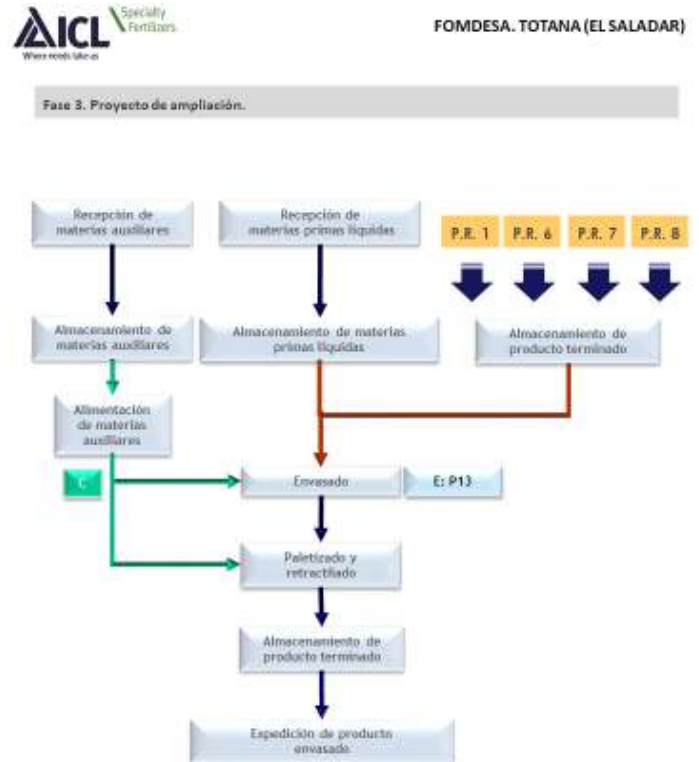 ICL
Specialty
Fertilizers
Where needs take us
FOMDESA. TOTANA (EL SALADAR)
Fase 3. Proyecto de ampliación.
Recepción de
materias auxiliares
Recepción de
materias primas líquidas
P.R. 1
P.R. 6
P.R. 7
P.R. 8
Almacenamiento de
materias auxiliares
Almacenamiento de materias
primas líquidas
Almacenamiento de
producto terminado
Alimentación
de materias
auxiliares
C
Envasado
E: P13
Paletizado y
retractilado
Almacenamiento de
producto terminado
Expedición de producto
envasado